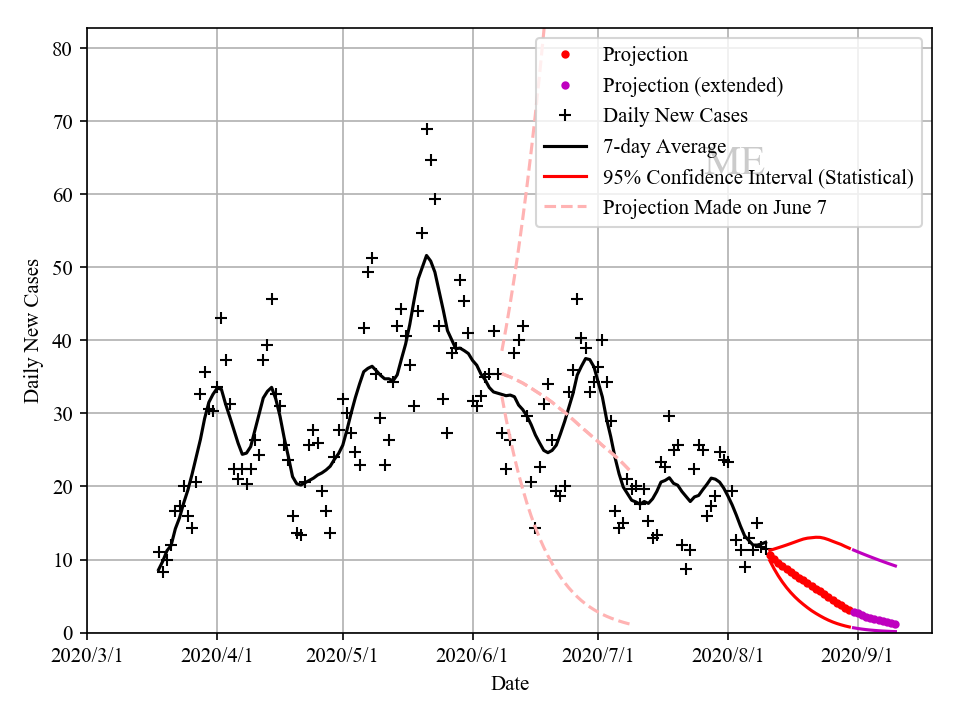 80
70
60
50
40
30
20
10
0
Daily New Cases
Projection
Projection (extended)
Daily New Cases
7-day Average
95% Confidence Interval (Statistical)
Projection Made on June 7
ME
2020/3/1 2020/4/1 2020/5/1 2020/6/1 2020/7/1 2020/8/1 2020/9/1
Date